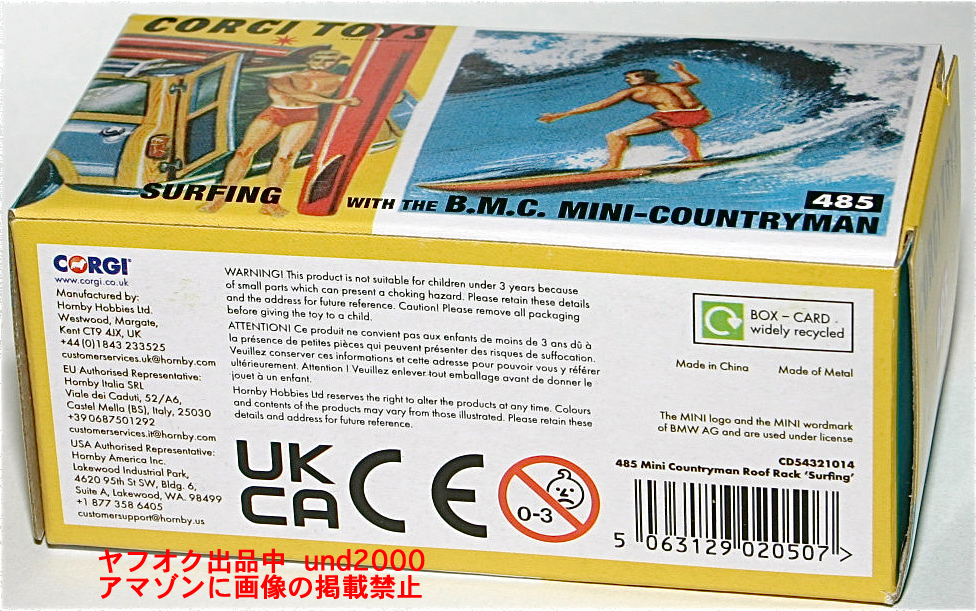 CORGI TOYS
SURFING WITH THE B.M.C. MINI-COUNTRYMAN
485
CORGI
www.corgi.co.uk
Manufactured by:
Hornby Hobbies Ltd.
Westwood, Margate,
Kent CT9 4JX, UK
+44(0)1843 233525
customerservices.uk@hornby.com
EU Authorised Representative:
Hornby Italia SRL
Viale dei Caduti, 52/A6,
Castel Mella (BS), Italy, 25030
+390687501292
customerservices.it@hornby.com
USA Authorised Representative:
Hornby America Inc.
Lakewood Industrial Park,
4620 95th St SW, Bldg. 6,
Suite A, Lakewood, WA. 98499
+1 877 358 6405
customersupport@hornby.us
WARNING! This product is not suitable for children under 3 years because
of small parts which can present a choking hazard. Please retain these details
and the address for future reference. Caution! Please remove all packaging
before giving the toy to a child.
ATTENTION! Ce produit ne convient pas aux enfants de moins de 3 ans dû à
la présence de petites pièces qui peuvent présenter des risques de suffocation.
Veuillez conserver ces informations et cette adresse pour pouvoir vous y référer
ultérieurement. Attention ! Veuillez enlever tout emballage avant de donner le
jouet à un enfant.
Hornby Hobbies Ltd reserves the right to alter the products at any time. Colours
and contents of the products may vary from those illustrated. Please retain these
details and address for future reference.
UK
CA
CE
0-3
BOX – CARD
widely recycled
Made in China Made of Metal
The MINI logo and the MINI wordmark
of BMW AG and are used under license
CD54321014
485 Mini Countryman Roof Rack 'Surfing'
5 063129 020507 >
ヤフオク出品中 und2000
アマゾンに画像の掲載禁止